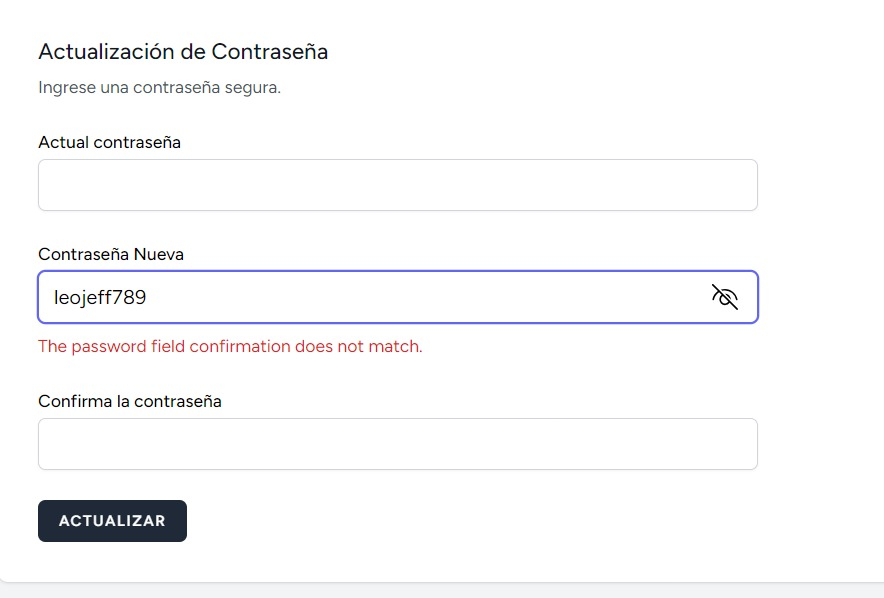 Actualización de Contraseña
Ingrese una contraseña segura.
Actual contraseña
Contraseña Nueva
leojeff789
The password field confirmation does not match.
Confirma la contraseña
ACTUALIZAR